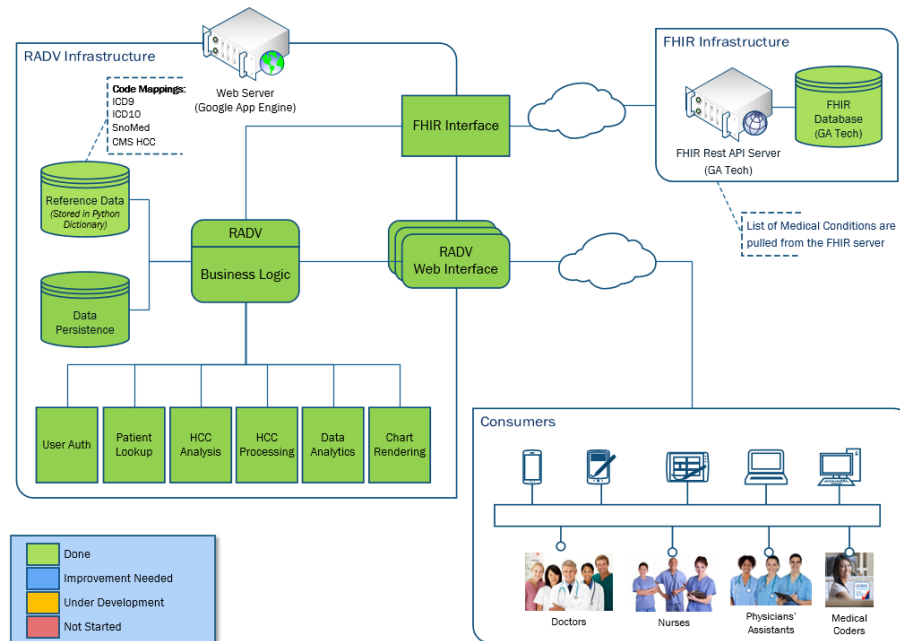 RADV Infrastructure
Web Server
(Google App Engine)
Code Mappings:
ICD9
ICD10
SnoMed
CMS HCC
Reference Data
(Stored in Python
Dictionary)
Data
Persistence
RADV
Business Logic
FHIR Interface
RADV
Web Interface
User Auth
Patient
Lookup
HCC
Analysis
HCC
Processing
Data
Analytics
Chart
Rendering
FHIR Infrastructure
FHIR Rest API Server
(GA Tech)
FHIR
Database
(GA Tech)
List of Medical Conditions are
pulled from the FHIR server
Consumers
Doctors
Nurses
Physicians'
Assistants
Medical
Coders
Done
Improvement Needed
Under Development
Not Started